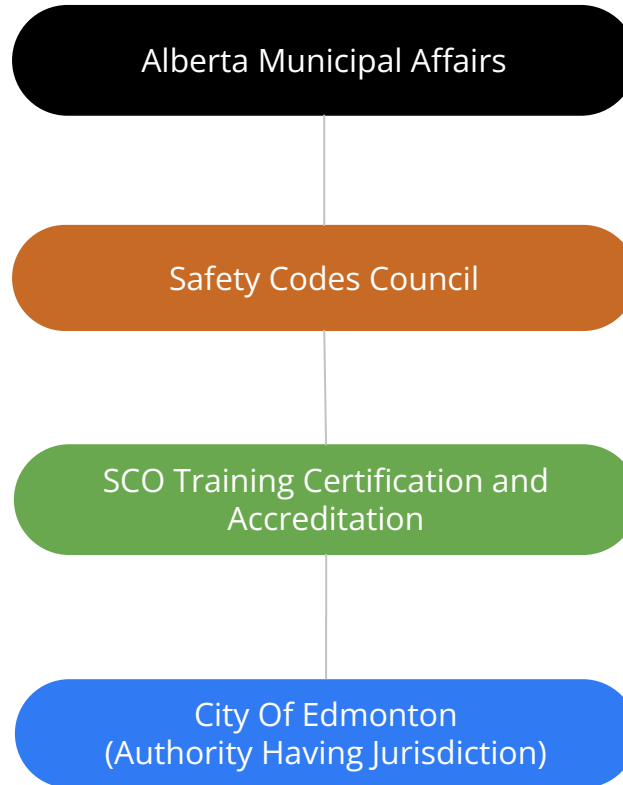 Alberta Municipal Affairs
Safety Codes Council
SCO Training Certification and
Accreditation
City Of Edmonton
(Authority Having Jurisdiction)